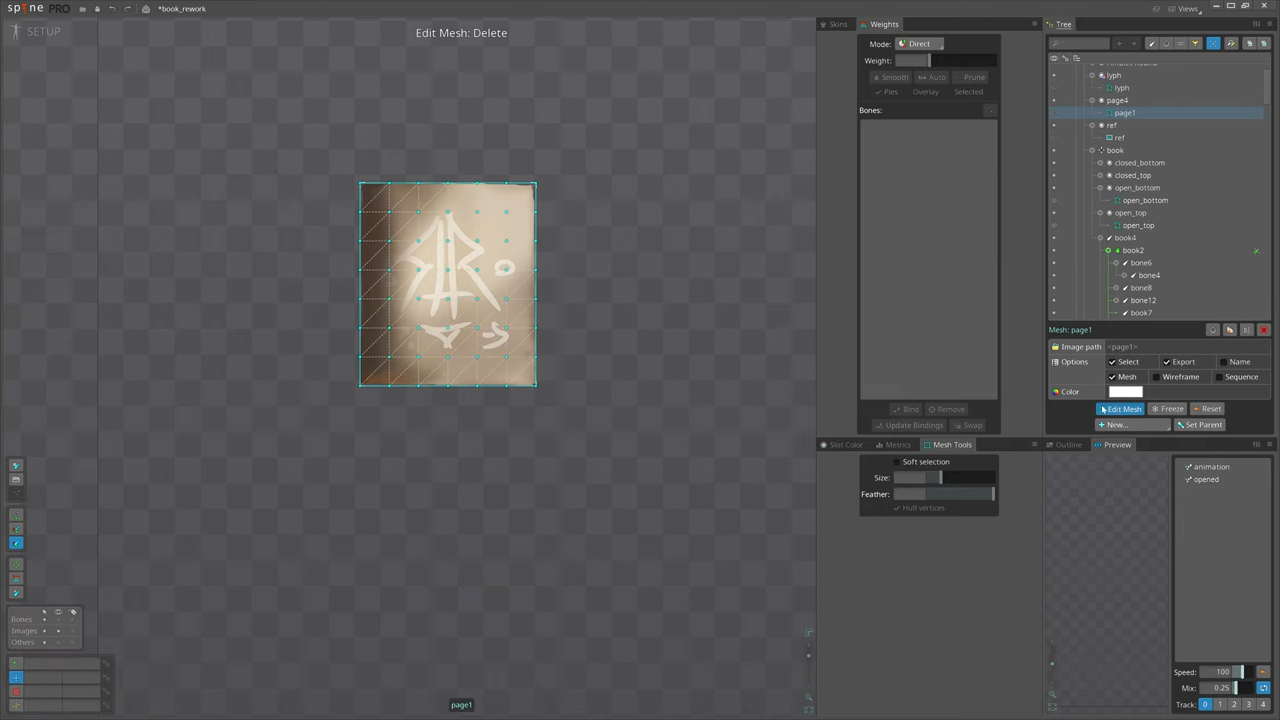 spine PRO
*book_rework
Views
SETUP
Edit Mesh: Delete
Skins
Weights
Mode: Direct
Weight:
Smooth
Auto
Prune
Pies
Overlay
Selected
Bones:
Bind
Remove
Update Bindings
Swap
Tree
lyph
lyph
page4
page1
ref
ref
book
closed_bottom
closed_top
open_bottom
open_bottom
open_top
open_top
book4
book2
bone6
bone4
bone8
bone12
book7
Mesh: page1
Image path <page1>
Options Select Export Name
Mesh Wireframe Sequence
Color
Edit Mesh Freeze Reset
New... Set Parent
Slot Color
Metrics
Mesh Tools
Soft selection
Size:
Feather:
Hull vertices
Outline
Preview
animation
opened
Speed: 100
Mix: 0.25
Track: 0 1 2 3 4
Bones
Images
Others
page1